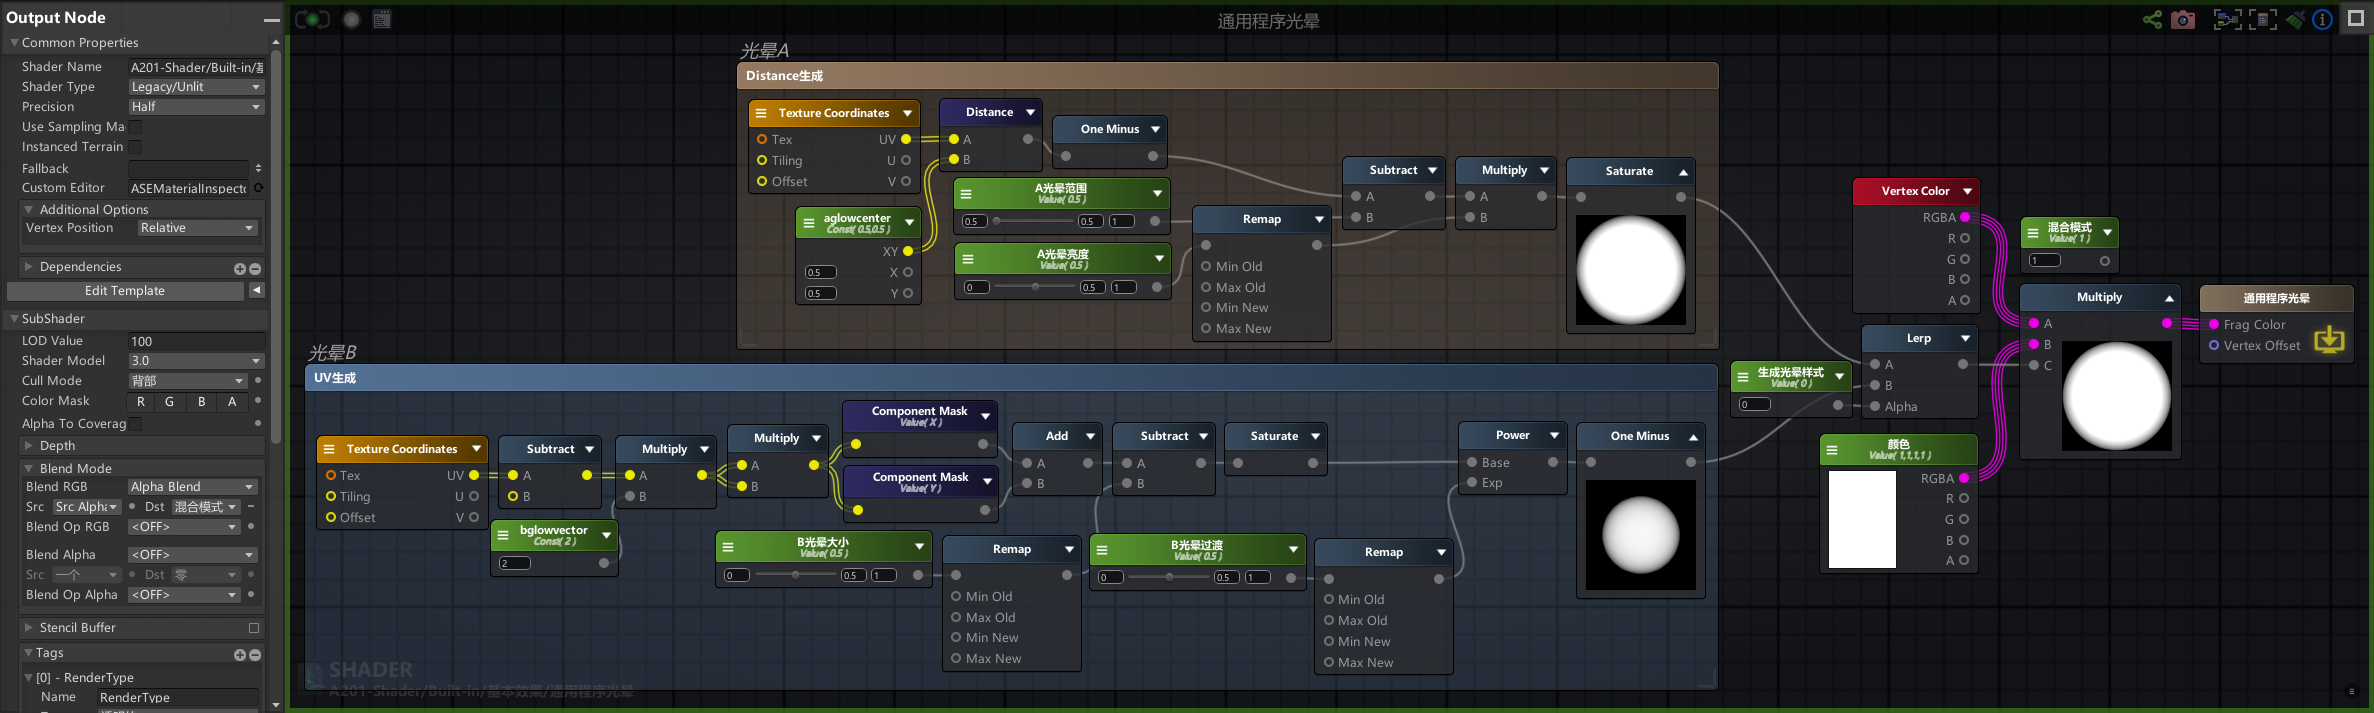 Output Node
Common Properties
Shader Name A201-Shader/Built-in/基
Shader Type Legacy/Unlit
Precision Half
Use Sampling Ma
Instanced Terrain
Fallback
Custom Editor ASEMaterialInspecto
Additional Options
Vertex Position Relative
Dependencies
Edit Template
SubShader
LOD Value 100
Shader Model 3.0
Cull Mode 背部
Color Mask R G B A
Alpha To Coverag
Depth
Blend Mode
Blend RGB Alpha Blend
Src Src Alpha Dst 混合模式
Blend Op RGB <OFF>
Blend Alpha <OFF>
Src 一个 Dst 零
Blend Op Alpha <OFF>
Stencil Buffer
Tags
[0] - RenderType
Name RenderType
通用程序光晕
光晕A
Distance生成
Texture Coordinates
Tex UV
Tiling U
Offset V
Distance
A
B
One Minus
aglowcenter
Const( 0.5,0.5 )
XY
0.5 X
0.5 Y
A光晕范围
Value( 0.5 )
0.5 0.5 1
A光晕亮度
Value( 0.5 )
0 0.5 1
Remap
Min Old
Max Old
Min New
Max New
Subtract
A
B
Multiply
A
B
Saturate
光晕B
UV生成
Texture Coordinates
Tex UV
Tiling U
Offset V
Subtract
A
B
bglowvector
Const( 2 )
2
Multiply
A
B
Multiply
A
B
Component Mask
Value( X )
Component Mask
Value( Y )
Add
A
B
Subtract
A
B
Saturate
B光晕大小
Value( 0.5 )
0 0.5 1
Remap
Min Old
Max Old
Min New
Max New
B光晕过渡
Value( 0.5 )
0 0.5 1
Remap
Min Old
Max Old
Min New
Max New
Power
Base
Exp
One Minus
生成光晕样式
Value( 0 )
0
Lerp
A
B
Alpha
Vertex Color
RGBA
R
G
B
A
混合模式
Value( 1 )
1
颜色
Value( 1,1,1,1 )
RGBA
R
G
B
A
Multiply
A
B
C
通用程序光晕
Frag Color
Vertex Offset
SHADER
A201-Shader/Built-in/基本效果/通用程序光晕